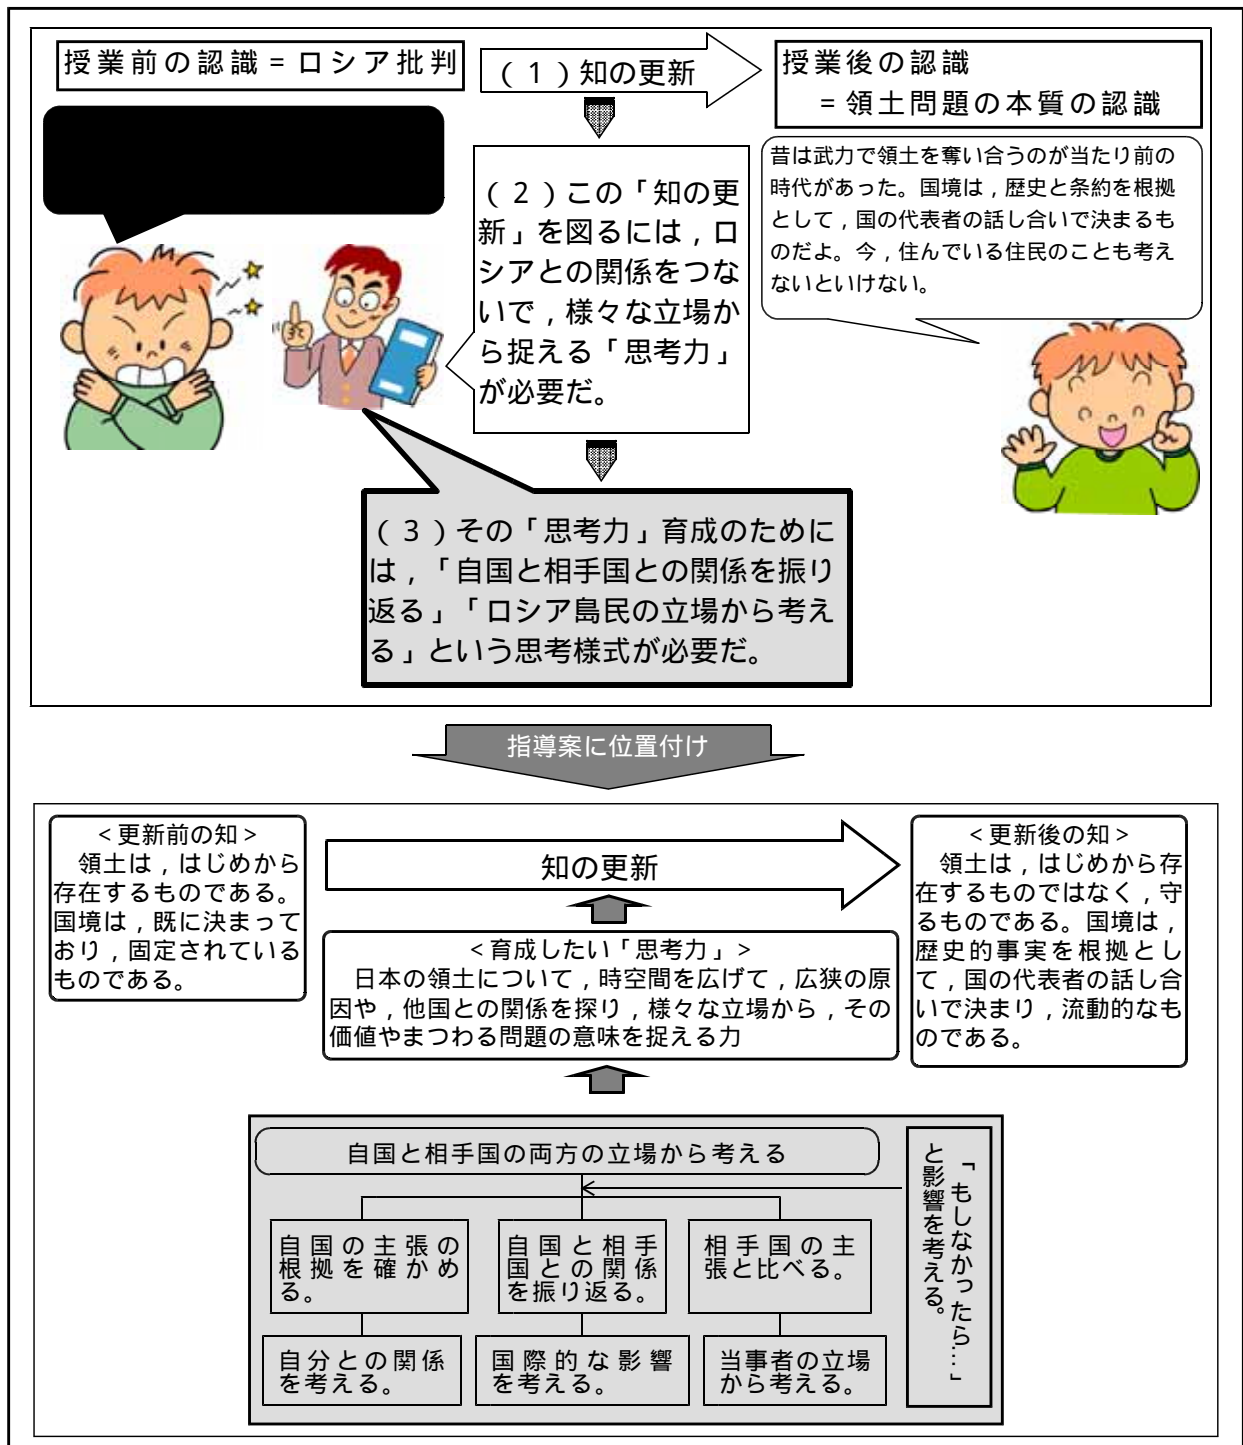 授業前の認識=ロシア批判
(1)知の更新
授業後の認識
=領土問題の本質の認識
(2)この「知の更
新」を図るには,ロ
シアとの関係をつな
いで,様々な立場か
ら捉える「思考力」
が必要だ。
昔は武力で領土を奪い合うのが当たり前の
時代があった。国境は,歴史と条約を根拠
として,国の代表者の話し合いで決まるも
のだよ。今,住んでいる住民のことも考え
ないといけない。
(3)その「思考力」育成のために
は,「自国と相手国との関係を振り
返る」「ロシア島民の立場から考え
る」という思考様式が必要だ。
指導案に位置付け
<更新前の知>
領土は,はじめから
存在するものである。
国境は,既に決まって
おり,固定されている
ものである。
知の更新
<育成したい「思考力」>
日本の領土について,時空間を広げて,広狭の原
因や,他国との関係を探り,様々な立場から,その
価値やまつわる問題の意味を捉える力
<更新後の知>
領土は,はじめから存
在するものではなく,守
るものである。国境は,
歴史的事実を根拠とし
て,国の代表者の話し合
いで決まり,流動的なも
のである。
自国と相手国の両方の立場から考える
自国の主張の
根拠を確かめ
る。
自国と相手
国との関係
を振り返る。
相手国の主
張と比べる。
自分との関係
を考える。
国際的な影響
を考える。
当事者の立場
から考える。
「もしなかったら…」
と影響を考える。